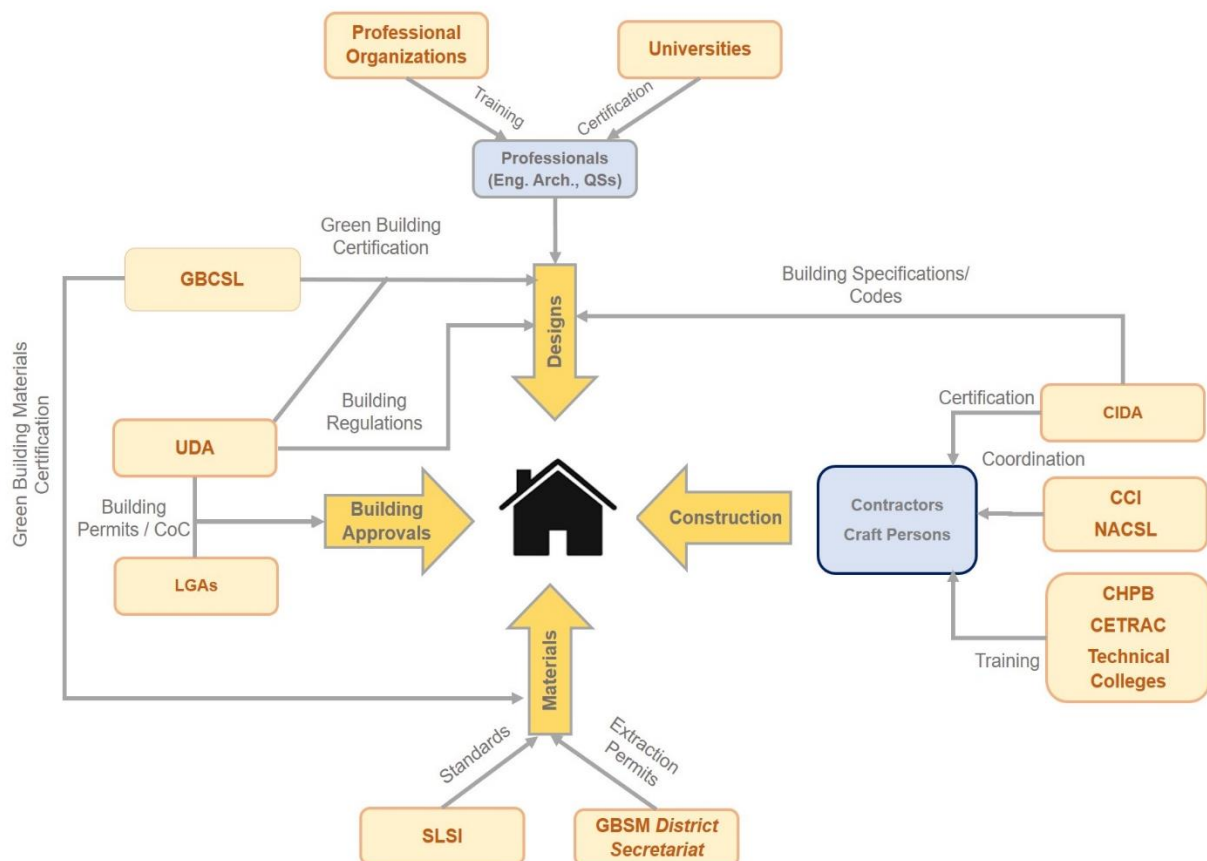 Professional
Organizations
Universities
Training
Certification
Professionals
(Eng. Arch., QSs)
Green Building
Certification
GBCSL
Building Specifications/
Codes
Designs
Green Building Materials
Certification
Building
Regulations
UDA
Certification
CIDA
Coordination
Building
Permits / CoC
Building
Approvals
Construction
Contractors
Craft Persons
CCI
NACSL
LGAs
CHPB
CETRAC
Technical
Colleges
Training
Materials
Standards
Extraction
Permits
SLSI
GBSM District
Secretariat